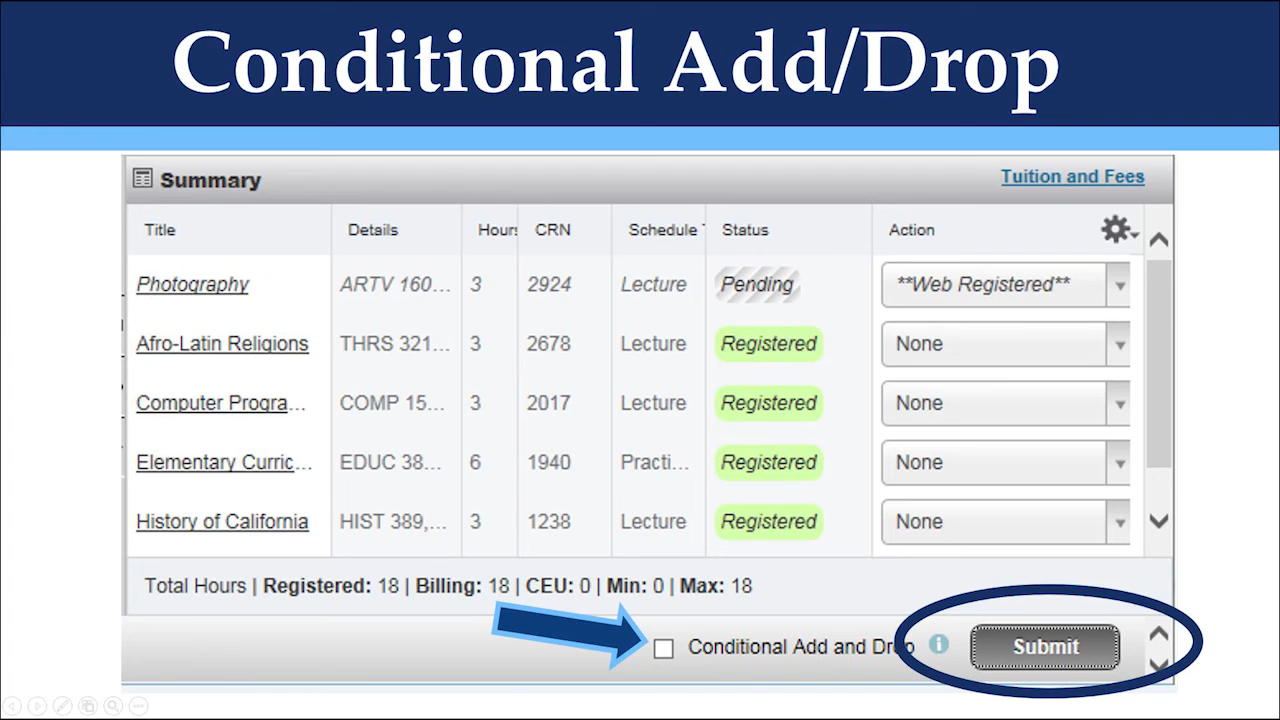 Conditional Add/Drop
Summary Tuition and Fees
Title Details Hours CRN Schedule Status Action
Photography ARTV 160... 3 2924 Lecture Pending **Web Registered**
Afro-Latin Religions THRS 321... 3 2678 Lecture Registered None
Computer Progra... COMP 15... 3 2017 Lecture Registered None
Elementary Curric... EDUC 38... 6 1940 Practi... Registered None
History of California HIST 389,... 3 1238 Lecture Registered None
Total Hours | Registered: 18 | Billing: 18 | CEU: 0 | Min: 0 | Max: 18
Conditional Add and Drop i Submit